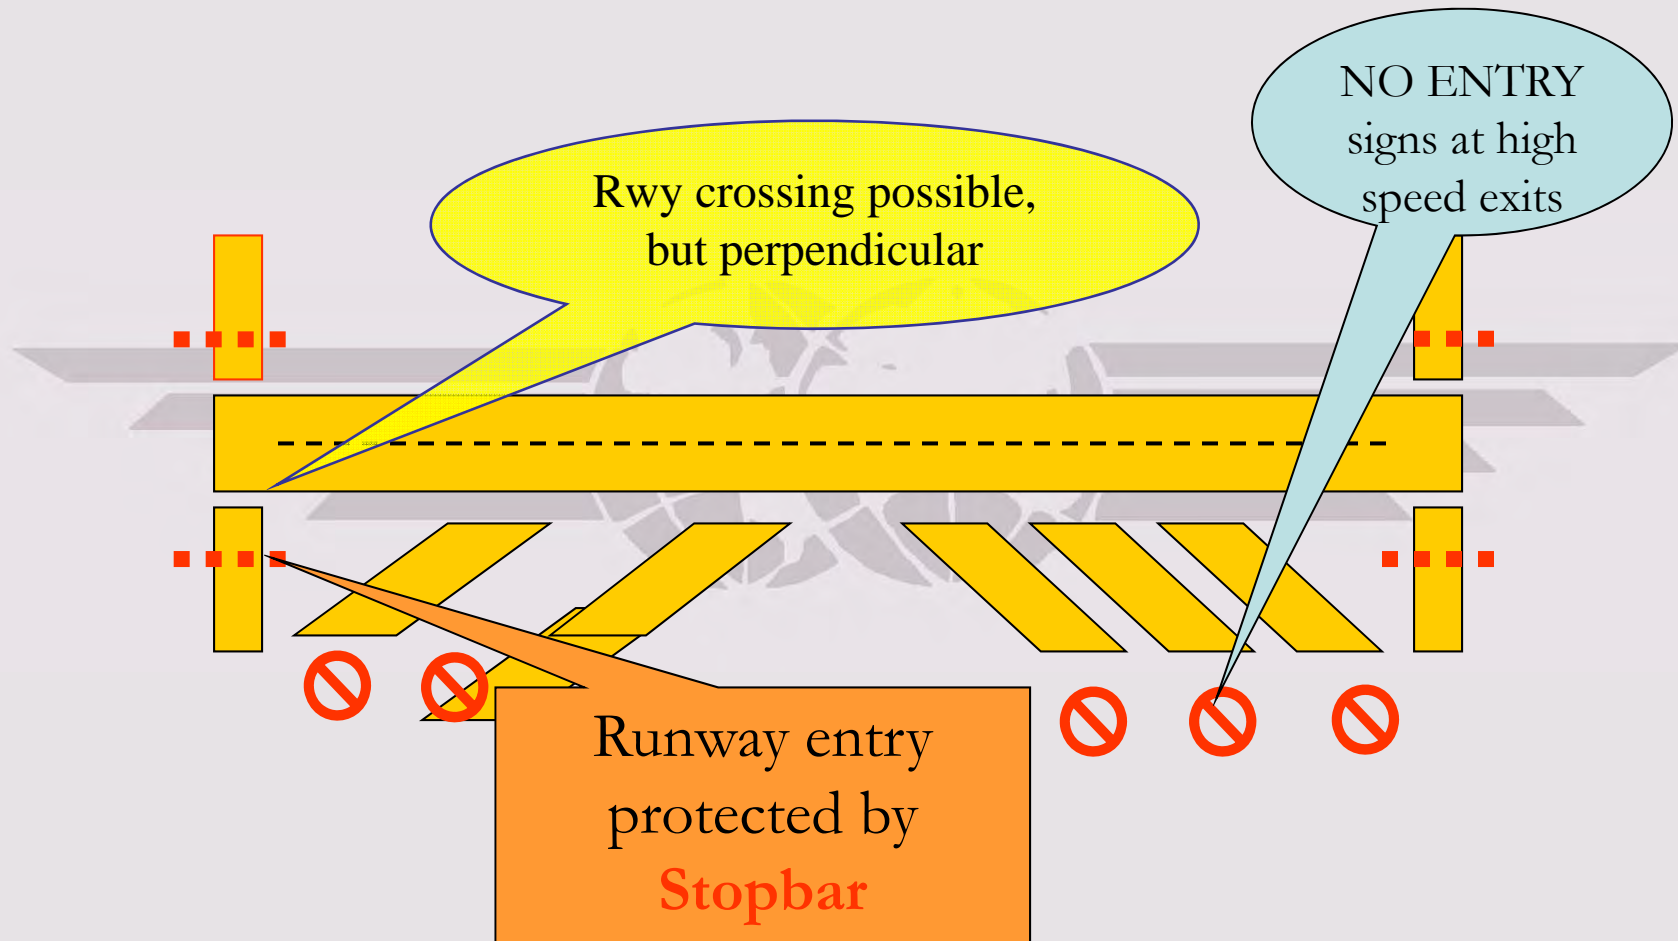 NO ENTRY
signs at high
speed exits
Rwy crossing possible,
but perpendicular
Runway entry
protected by
Stopbar